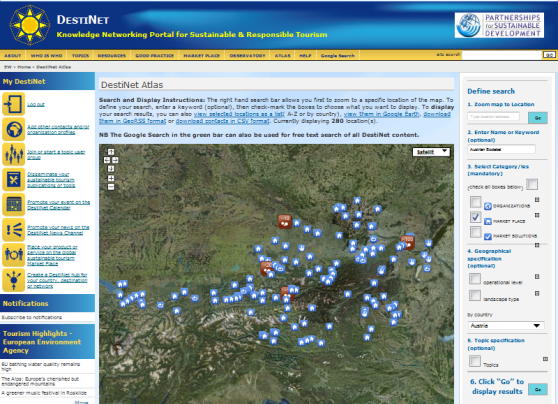 DESTINET
Knowledge Networking Portal for Sustainable & Responsible Tourism
PARTNERSHIPS
for SUSTAINABLE
DEVELOPMENT
ABOUT WHO IS WHO TOPICS RESOURCES GOOD PRACTICE MARKET PLACE OBSERVATORY ATLAS HELP Google Search
site search
GO
EW › Home › DestiNet Atlas
My DestiNet
Log out
Add other contacts and/or
organisation profiles
Join or start a topic user
group
Disseminate your
sustainable tourism
publications or tools
Promote your event on the
DestiNet Calendar
Promote your news on the
DestiNet News Channel
Place your product or
service on the global
sustainable tourism
Market Place
Create a DestiNet hub for
your country, destination
or network
Notifications
Subscribe to notifications
Tourism Highlights -
European Environment
Agency
EU bathing water quality remains
high
The Alps: Europe's cherished but
endangered mountains
A greener music festival in Roskilde
More
DestiNet Atlas
Search and Display Instructions: The right hand search bar allows you first to zoom to a specific location of the map. To
define your search, enter a keyword (optional), then check-mark the boxes to choose what you want to display. To display
your search results, you can also view selected locations as a list( A-Z or by country), view them in Google Earth, download
them in GeoRSS format or download contacts in CSV format. Currently displaying 280 location(s).
NB The Google Search in the green bar can also be used for free text search of all DestiNet content.
Satellit
Define search
1. Zoom map to Location
Type location address
Go
2. Enter Name or Keyword
(optional)
Austrian Ecolabel
3. Select Category/ies
(mandatory)
(check all boxes below)
ORGANIZATIONS
MARKET PLACE
MARKET SOLUTIONS
4. Geographical
specification
(optional)
operational level
landscape type
by country
Austria
5. Topic specification
(optional)
Topics
6. Click "Go" to
display results
Go